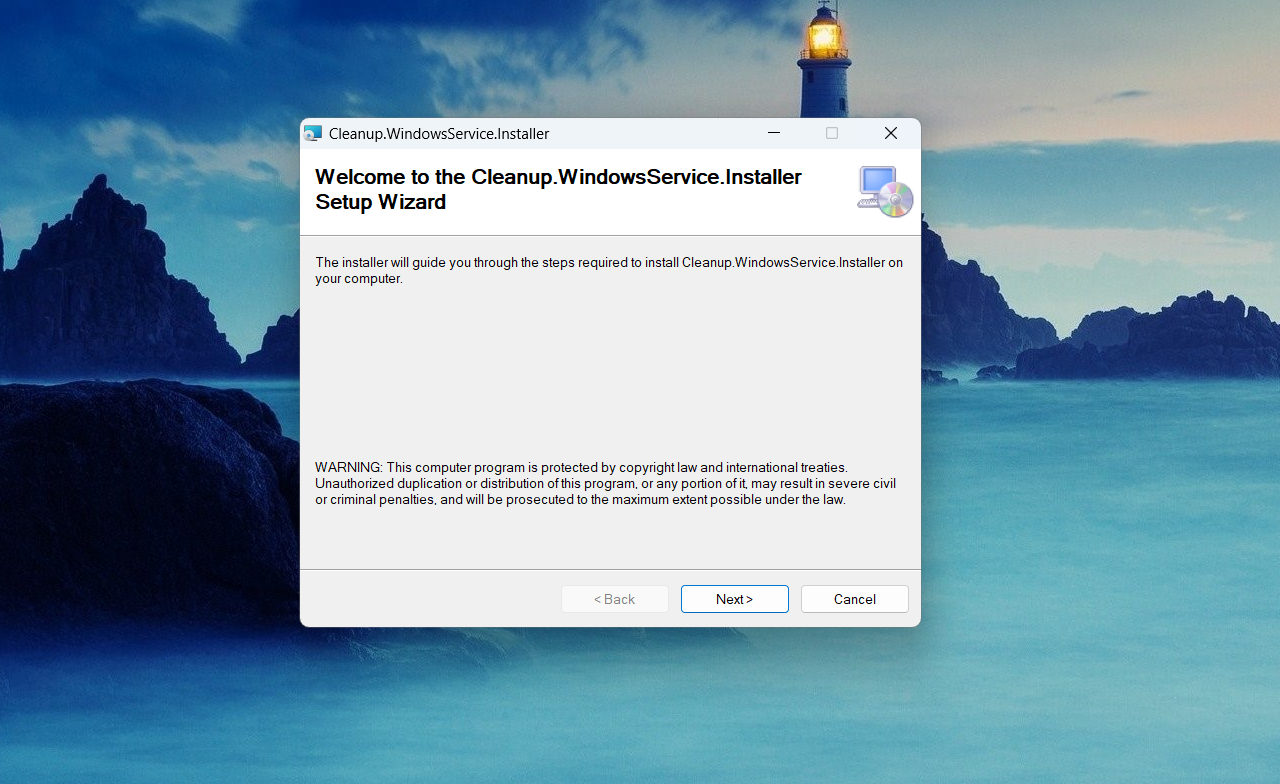 Cleanup.WindowsService.Installer
Welcome to the Cleanup.WindowsService.Installer
Setup Wizard
The installer will guide you through the steps required to install Cleanup.WindowsService.Installer on
your computer.
WARNING: This computer program is protected by copyright law and international treaties.
Unauthorized duplication or distribution of this program, or any portion of it, may result in severe civil
or criminal penalties, and will be prosecuted to the maximum extent possible under the law.
< Back Next > Cancel